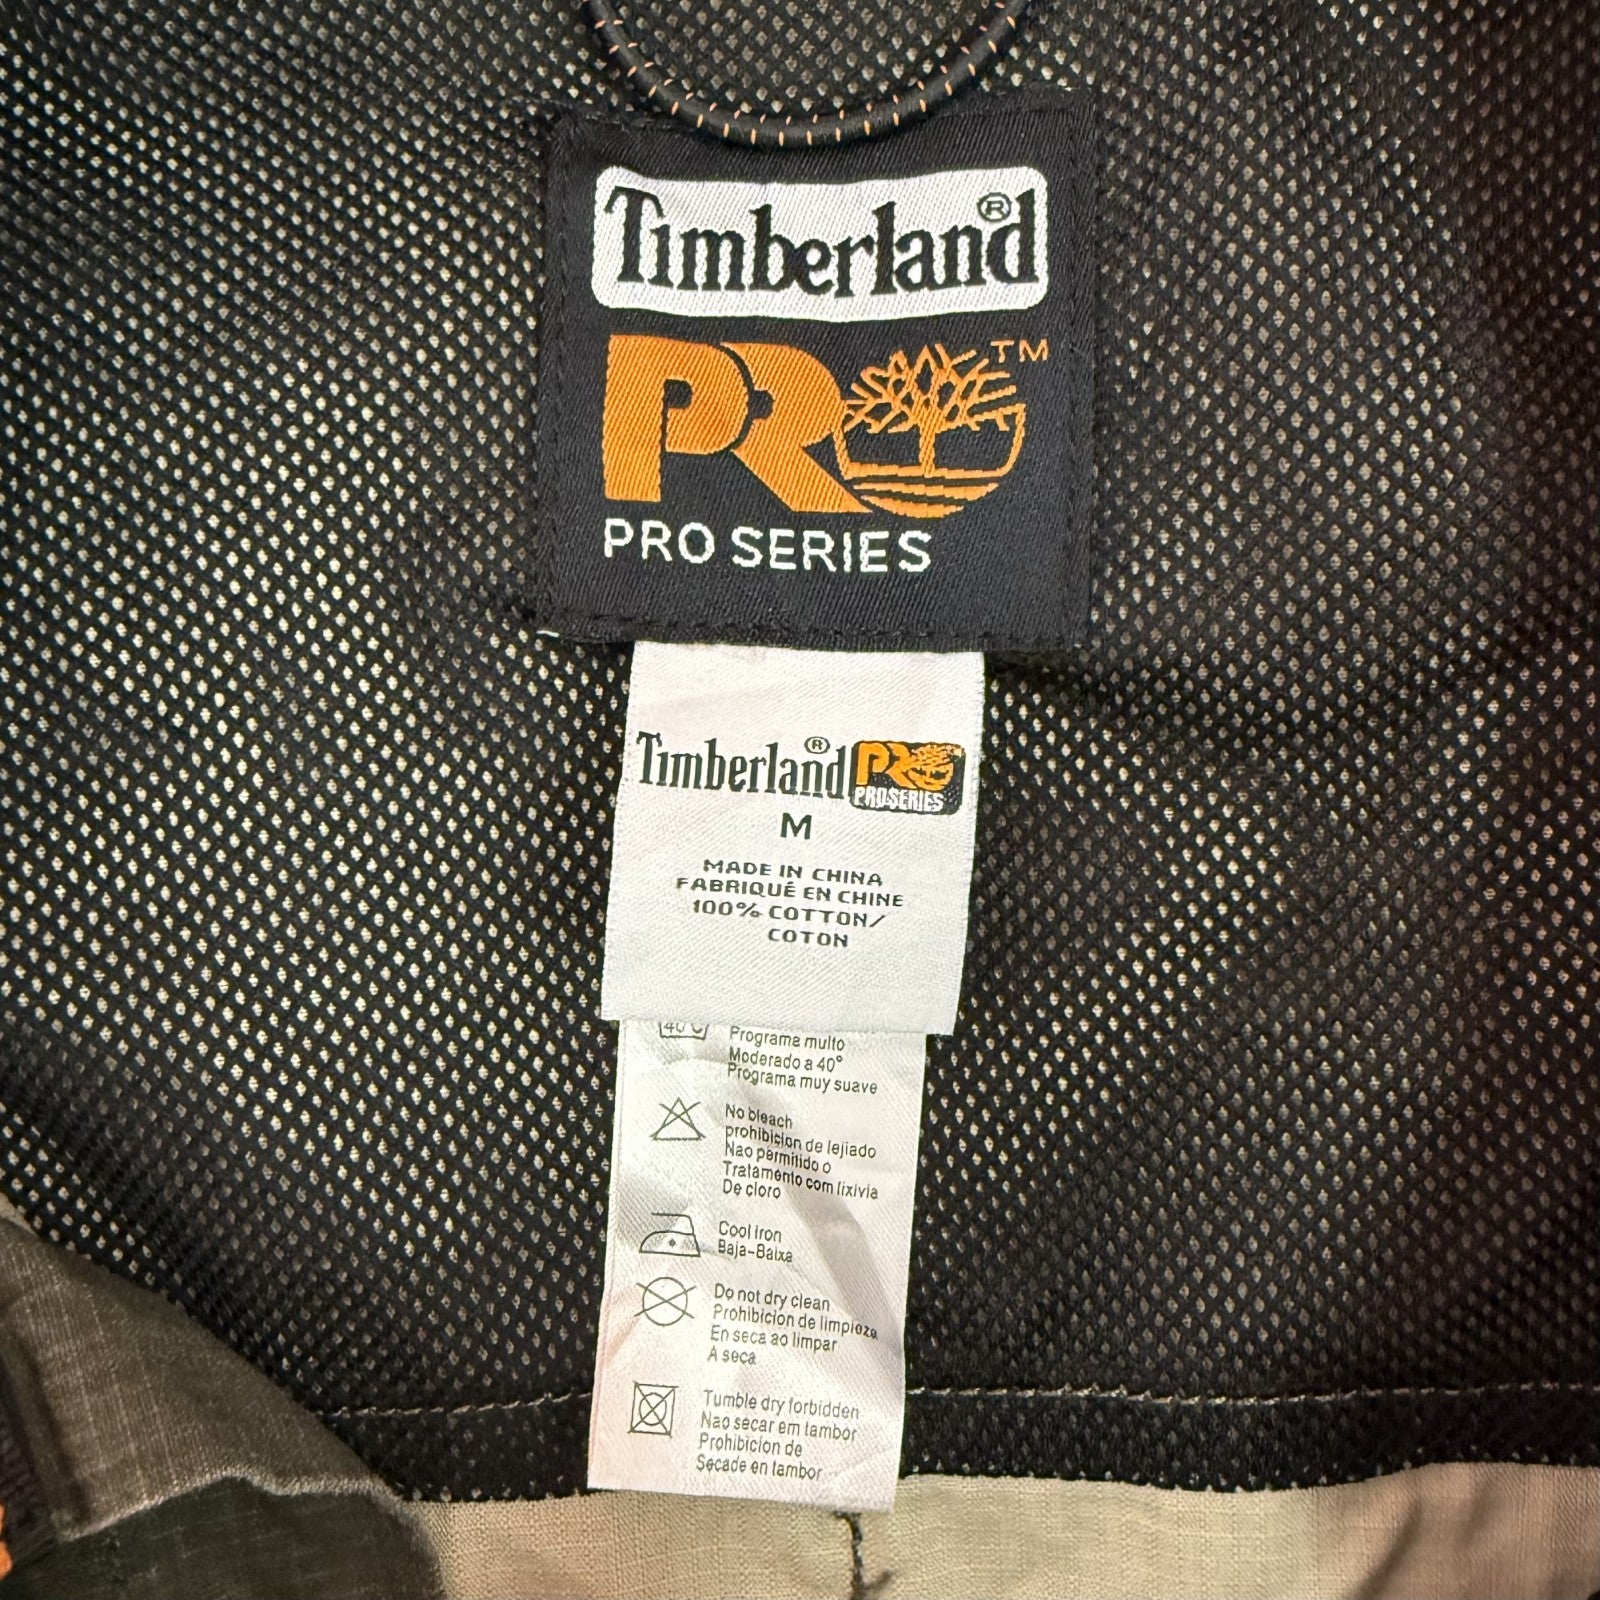 Timberland®
PRO™
PRO SERIES
Timberland® PRO
PRO SERIES
M
MADE IN CHINA
FABRIQUÉ EN CHINE
100% COTTON/
COTON
40°C
Programa multo
Moderado a 40°
Programa muy suave
No bleach
prohibicion de lejiado
Nao permitido o
Tratamento com lixivia
De cloro
Cool Iron
Baja-Baixa
Do not dry clean
Prohibicion de limpieza
En seca ao limpar
A seca
Tumble dry forbidden
Nao secar em tambor
Prohibicion de
Secade en tambor